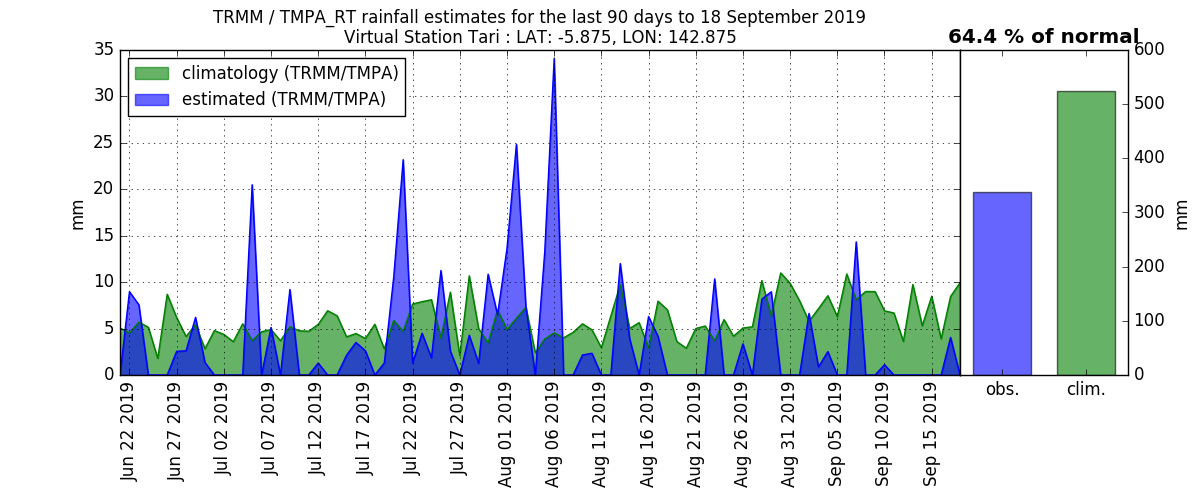 TRMM / TMPA_RT rainfall estimates for the last 90 days to 18 September 2019
Virtual Station Tari : LAT: -5.875, LON: 142.875
64.4 % of normal
climatology (TRMM/TMPA)
estimated (TRMM/TMPA)
mm
35
30
25
20
15
10
5
0
Jun 22 2019
Jun 27 2019
Jul 02 2019
Jul 07 2019
Jul 12 2019
Jul 17 2019
Jul 22 2019
Jul 27 2019
Aug 01 2019
Aug 06 2019
Aug 11 2019
Aug 16 2019
Aug 21 2019
Aug 26 2019
Aug 31 2019
Sep 05 2019
Sep 10 2019
Sep 15 2019
obs.
clim.
600
500
400
300
200
100
0
mm